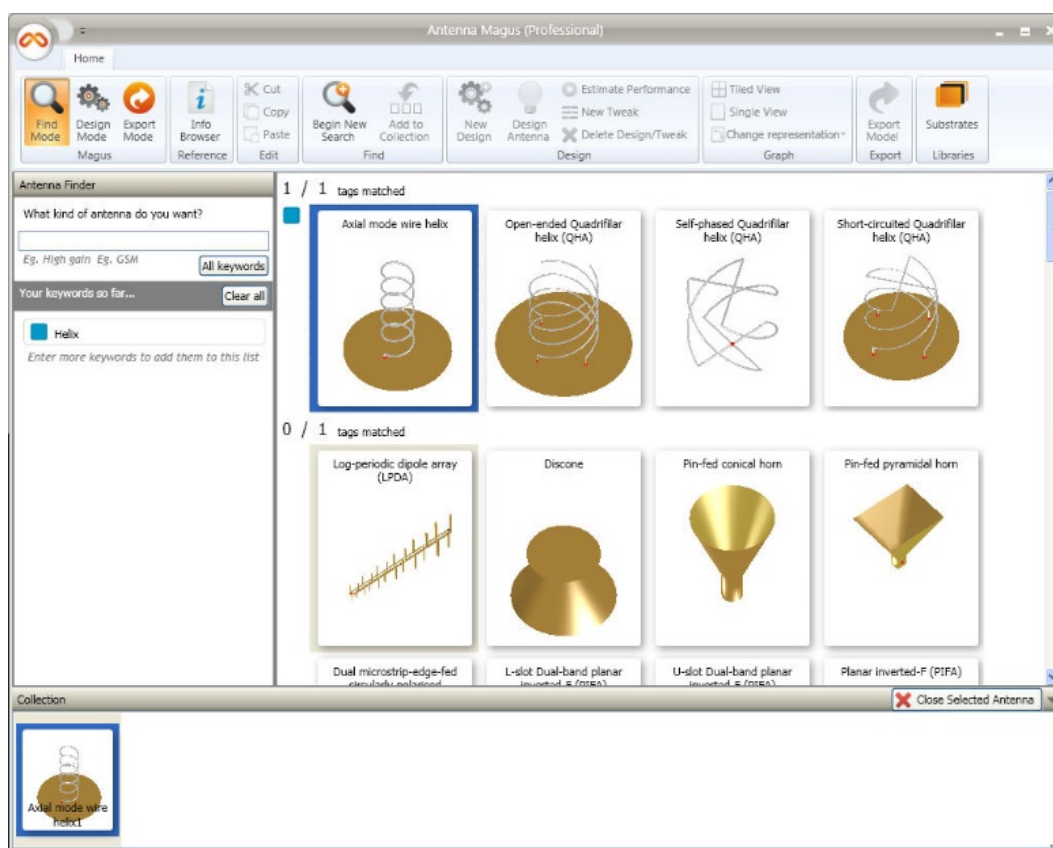 Antenna Magus (Professional)
Home
Find Mode
Design Mode
Export Mode
Magus
Info Browser
Reference
Cut
Copy
Paste
Edit
Begin New Search
Add to Collection
Find
New Design
Design Antenna
Estimate Performance
New Tweak
Delete Design/Tweak
Design
Tiled View
Single View
Change representation
Graph
Export Model
Export
Substrates
Libraries
Antenna Finder
What kind of antenna do you want?
Eg. High gain Eg. GSM
All keywords
Your keywords so far...
Clear all
Helix
Enter more keywords to add them to this list
1 / 1 tags matched
Axial mode wire helix
Open-ended Quadrifilar
helix (QHA)
Self-phased Quadrifilar
helix (QHA)
Short-circuited Quadrifilar
helix (QHA)
0 / 1 tags matched
Log-periodic dipole array
(LPDA)
Discone
Pin-fed conical horn
Pin-fed pyramidal horn
Dual microstrip-edge-fed
circularly polarised
L-slot Dual-band planar
inverted-F (PIFA)
U-slot Dual-band planar
inverted-F (PIFA)
Planar inverted-F (PIFA)
Collection
Close Selected Antenna
Axial mode wire
helix1